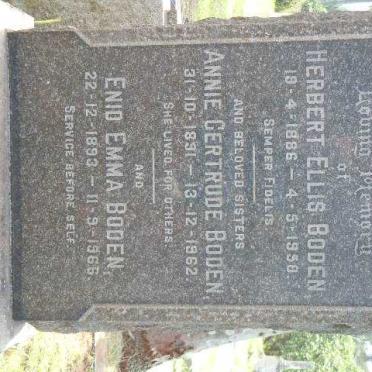 Loving Memory
of
HERBERT ELLIS BODEN
19-4-1886 — 4-5-1958
SEMPER FIDELIS
AND BELOVED SISTERS
ANNIE GERTRUDE BODEN,
31-10-1891 — 13-12-1962
SHE LIVED FOR OTHERS.
AND
ENID EMMA BODEN,
22-12-1893 — 11-9-1966
SERVICE BEFORE SELF